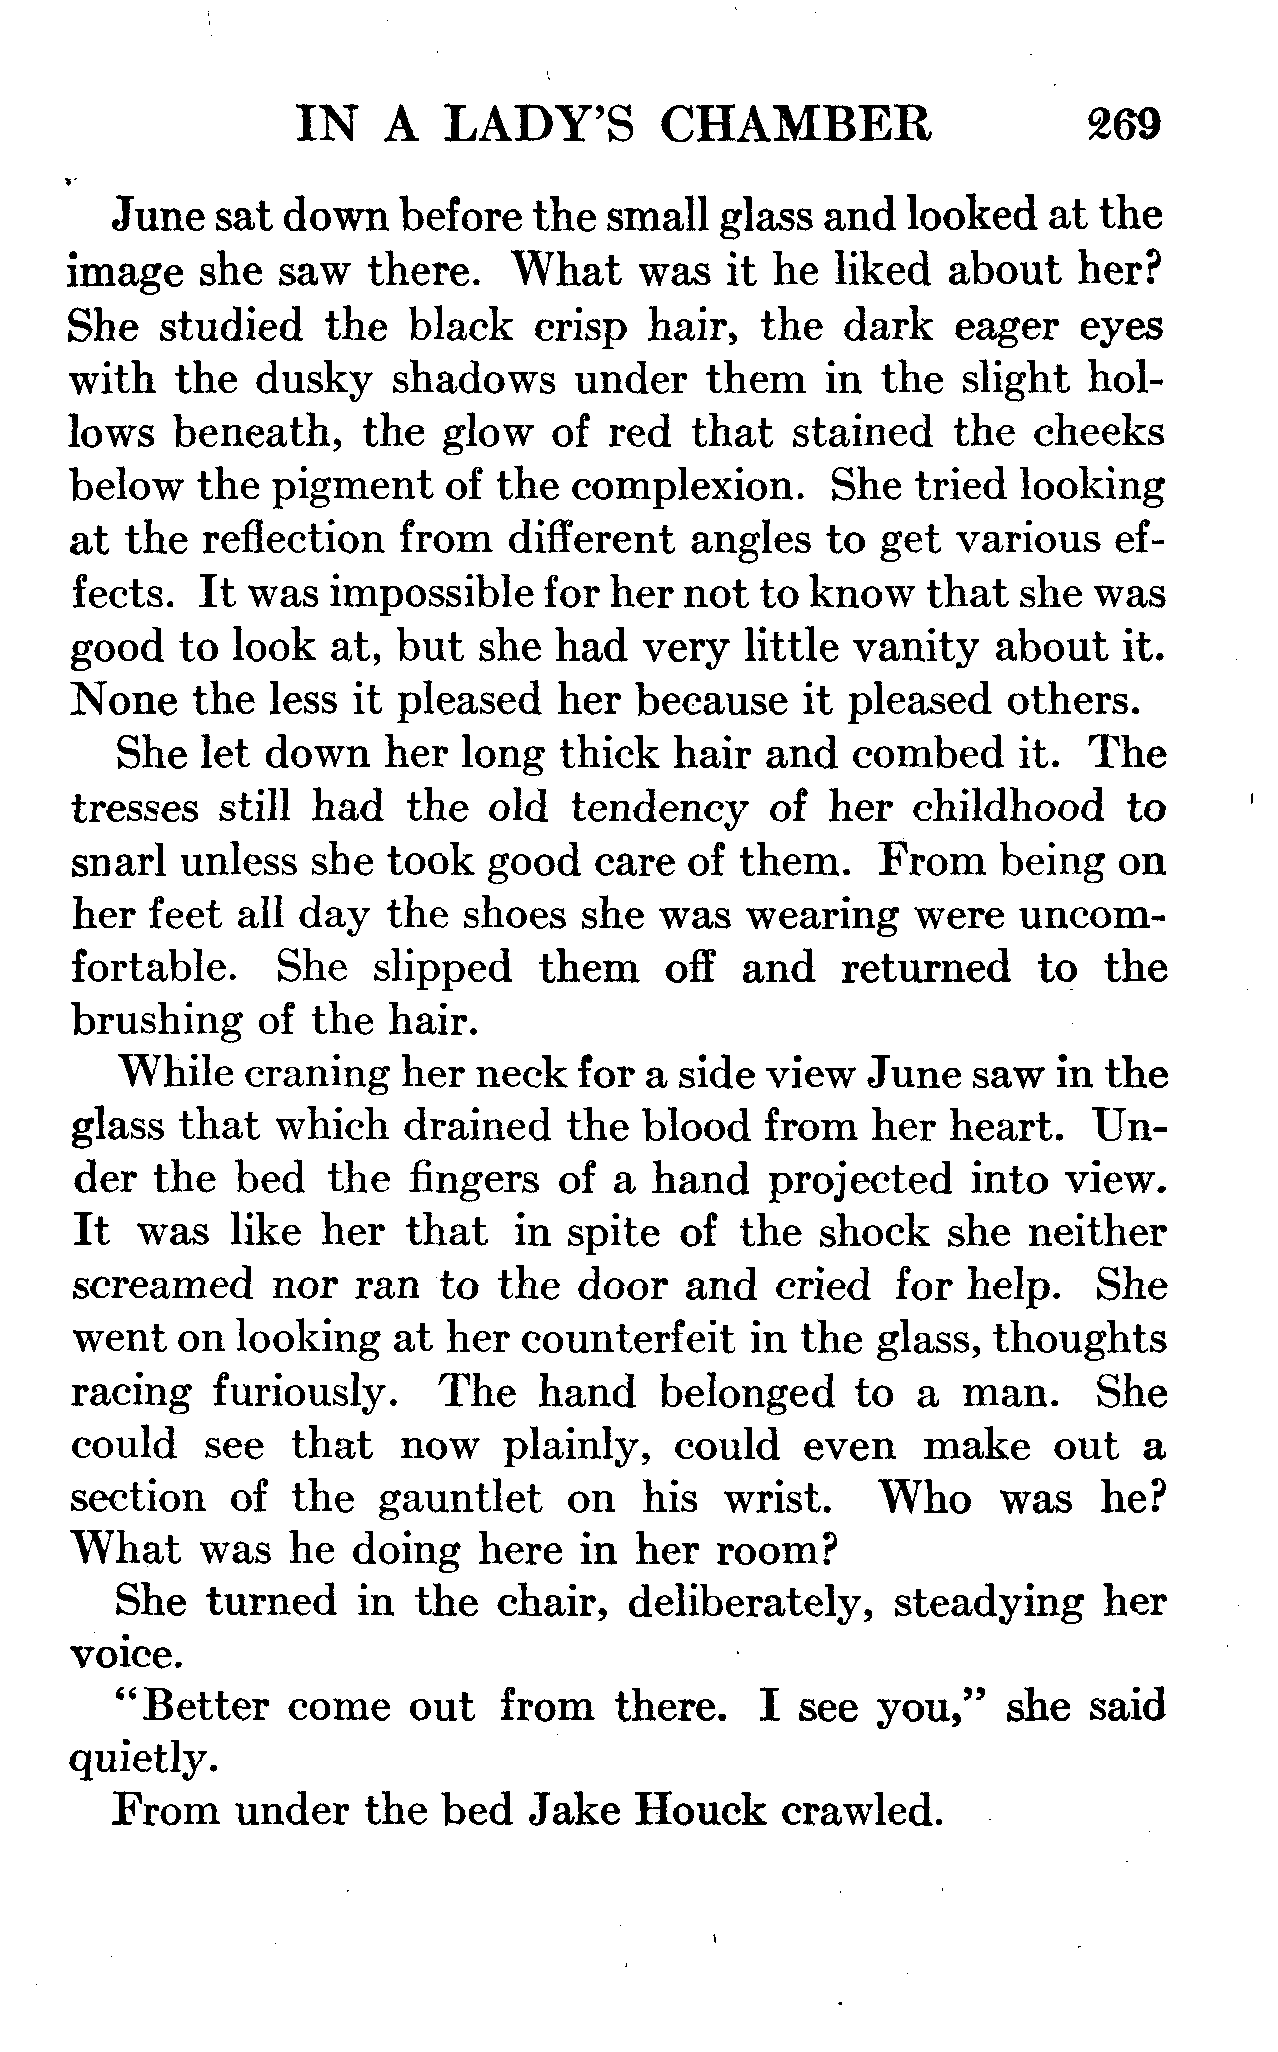 IN A LADY'S CHAMBER 269
June sat down before the small glass and looked at the
image she saw there. What was it he liked about her?
She studied the black crisp hair, the dark eager eyes
with the dusky shadows under them in the slight hol-
lows beneath, the glow of red that stained the cheeks
below the pigment of the complexion. She tried looking
at the reflection from different angles to get various ef-
fects. It was impossible for her not to know that she was
good to look at, but she had very little vanity about it.
None the less it pleased her because it pleased others.
She let down her long thick hair and combed it. The
tresses still had the old tendency of her childhood to
snarl unless she took good care of them. From being on
her feet all day the shoes she was wearing were uncom-
fortable. She slipped them off and returned to the
brushing of the hair.
While craning her neck for a side view June saw in the
glass that which drained the blood from her heart. Un-
der the bed the fingers of a hand projected into view.
It was like her that in spite of the shock she neither
screamed nor ran to the door and cried for help. She
went on looking at her counterfeit in the glass, thoughts
racing furiously. The hand belonged to a man. She
could see that now plainly, could even make out a
section of the gauntlet on his wrist. Who was he?
What was he doing here in her room?
She turned in the chair, deliberately, steadying her
voice.
"Better come out from there. I see you," she said
quietly.
From under the bed Jake Houck crawled.